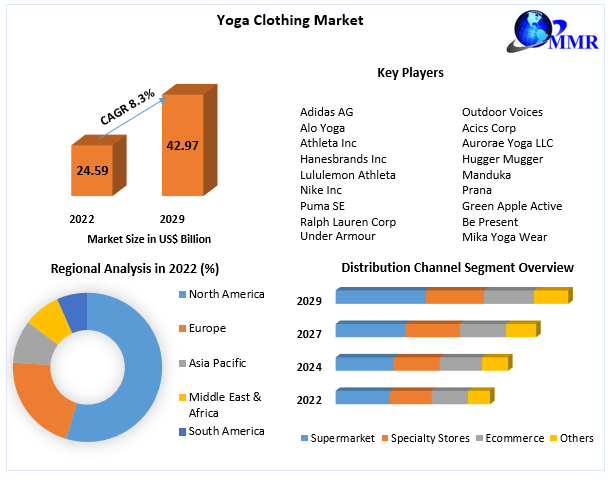 Yoga Clothing Market
MMR
CAGR 8.3%
24.59
42.97
2022
2029
Market Size in US$ Billion
Key Players
Adidas AG
Alo Yoga
Athleta Inc
Hanesbrands Inc
Lululemon Athleta
Nike Inc
Puma SE
Ralph Lauren Corp
Under Armour
Outdoor Voices
Acics Corp
Aurorae Yoga LLC
Hugger Mugger
Manduka
Prana
Green Apple Active
Be Present
Mika Yoga Wear
Regional Analysis in 2022 (%)
North America
Europe
Asia Pacific
Middle East &
Africa
South America
Distribution Channel Segment Overview
2029
2027
2024
2022
Supermarket
Specialty Stores
Ecommerce
Others